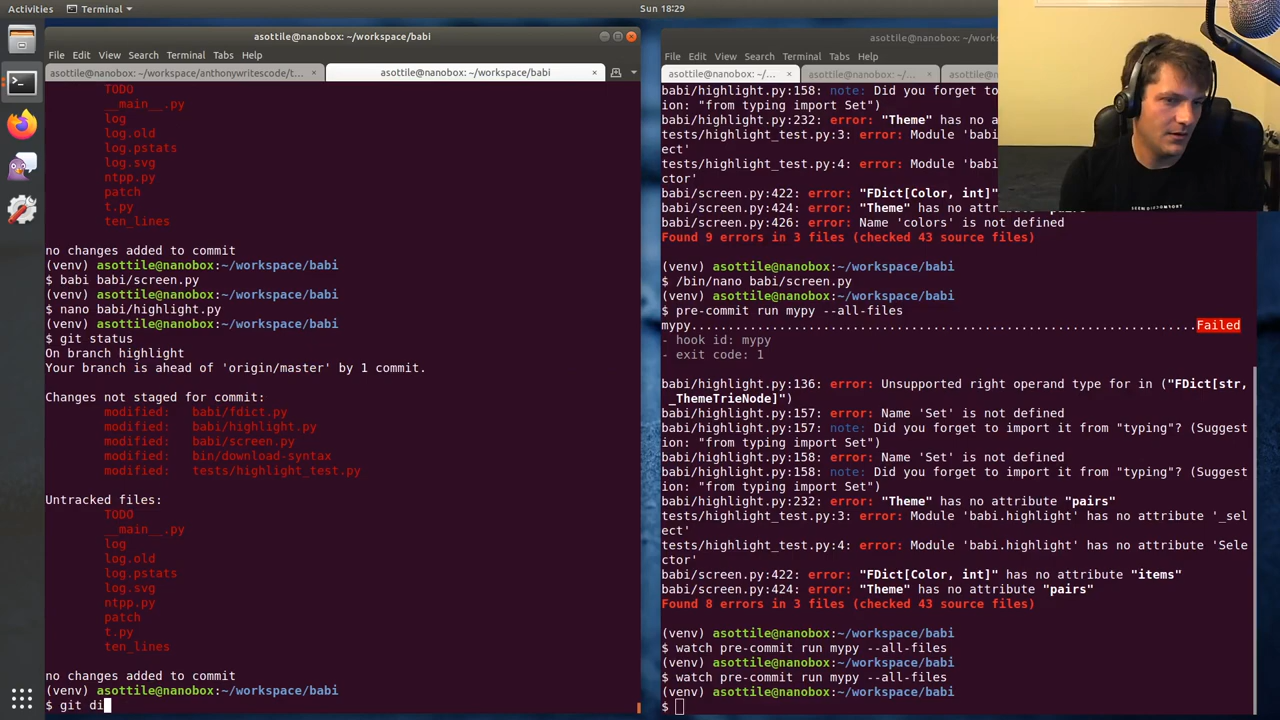 Activities
Terminal
Sun 18:29
asottile@nanobox: ~/workspace/babi
File Edit View Search Terminal Tabs Help
asottile@nanobox: ~/workspace/anthonywritescode/t...
asottile@nanobox: ~/workspace/babi
TODO
__main__.py
log
log.old
log.pstats
log.svg
ntpp.py
patch
t.py
ten_lines
no changes added to commit
(venv) asottile@nanobox:~/workspace/babi
$ babi babi/screen.py
(venv) asottile@nanobox:~/workspace/babi
$ nano babi/highlight.py
(venv) asottile@nanobox:~/workspace/babi
$ git status
On branch highlight
Your branch is ahead of 'origin/master' by 1 commit.
Changes not staged for commit:
modified:   babi/fdict.py
modified:   babi/highlight.py
modified:   babi/screen.py
modified:   bin/download-syntax
modified:   tests/highlight_test.py
Untracked files:
TODO
__main__.py
log
log.old
log.pstats
log.svg
ntpp.py
patch
t.py
ten_lines
no changes added to commit
(venv) asottile@nanobox:~/workspace/babi
$ git di
asottile@nanobox: ~/w
File Edit View Search Terminal Tabs Help
asottile@nanobox: ~/...
asottile@nanobox: ~/...
asottile@nanob
babi/highlight.py:158: note: Did you forget to
ion: "from typing import Set")
babi/highlight.py:232: error: "Theme" has no a
tests/highlight_test.py:3: error: Module 'babi
ect'
tests/highlight_test.py:4: error: Module 'babi
ctor'
babi/screen.py:422: error: "FDict[Color, int]"
babi/screen.py:424: error: "Theme" has no attribute
babi/screen.py:426: error: Name 'colors' is not defined
Found 9 errors in 3 files (checked 43 source files)
(venv) asottile@nanobox:~/workspace/babi
$ /bin/nano babi/screen.py
(venv) asottile@nanobox:~/workspace/babi
$ pre-commit run mypy --all-files
mypy.....................................................................Failed
- hook id: mypy
- exit code: 1
babi/highlight.py:136: error: Unsupported right operand type for in ("FDict[str,
_ThemeTrieNode]")
babi/highlight.py:157: error: Name 'Set' is not defined
babi/highlight.py:157: note: Did you forget to import it from "typing"? (Suggest
ion: "from typing import Set")
babi/highlight.py:158: error: Name 'Set' is not defined
babi/highlight.py:158: note: Did you forget to import it from "typing"? (Suggest
ion: "from typing import Set")
babi/highlight.py:232: error: "Theme" has no attribute "pairs"
tests/highlight_test.py:3: error: Module 'babi.highlight' has no attribute '_sel
ect'
tests/highlight_test.py:4: error: Module 'babi.highlight' has no attribute 'Sele
ctor'
babi/screen.py:422: error: "FDict[Color, int]" has no attribute "items"
babi/screen.py:424: error: "Theme" has no attribute "pairs"
Found 8 errors in 3 files (checked 43 source files)
(venv) asottile@nanobox:~/workspace/babi
$ watch pre-commit run mypy --all-files
(venv) asottile@nanobox:~/workspace/babi
$ watch pre-commit run mypy --all-files
(venv) asottile@nanobox:~/workspace/babi
$